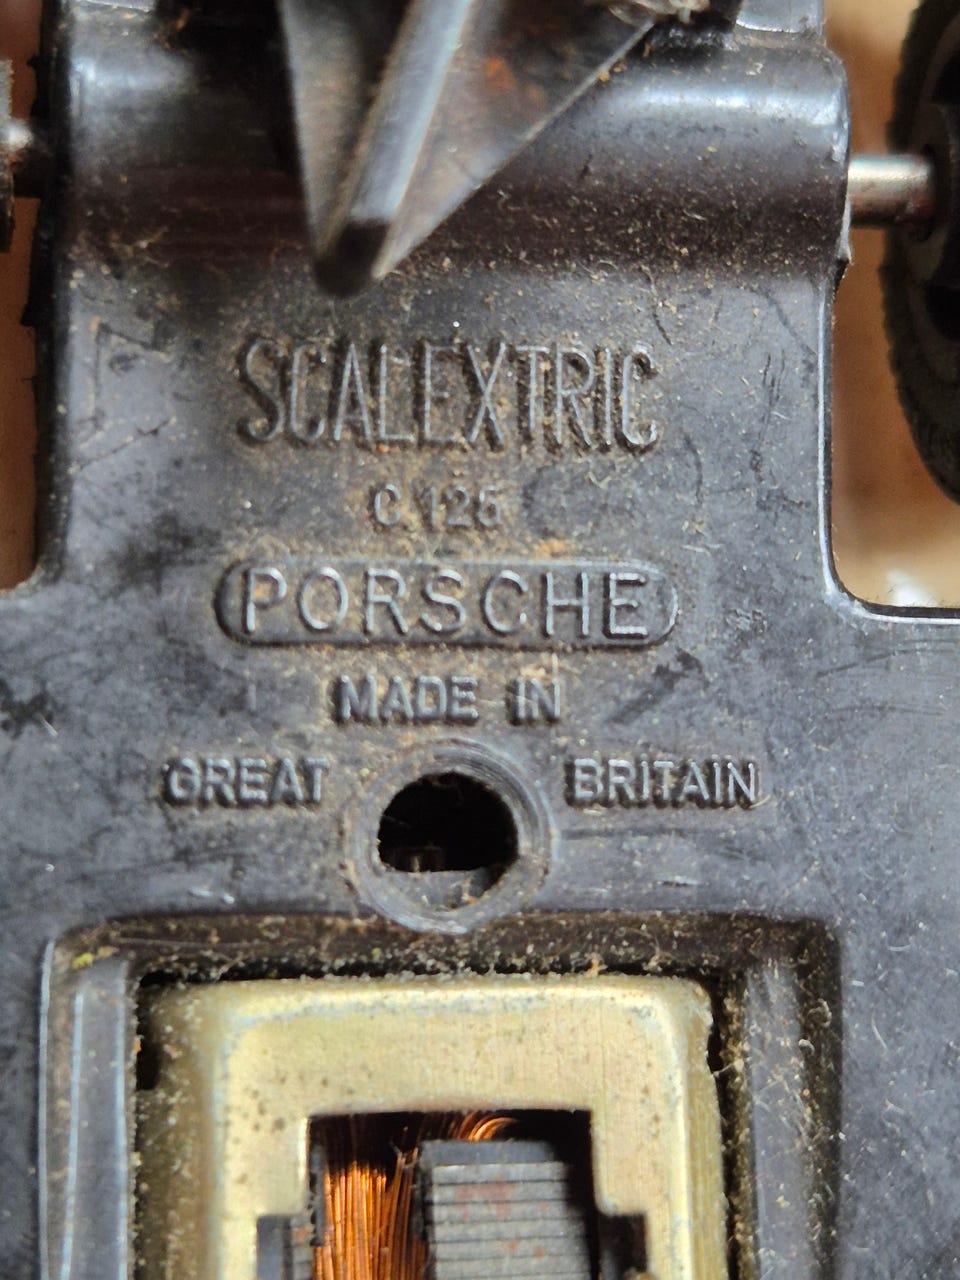 SCALEXTRIC
C 125
PORSCHE
MADE IN
GREAT BRITAIN